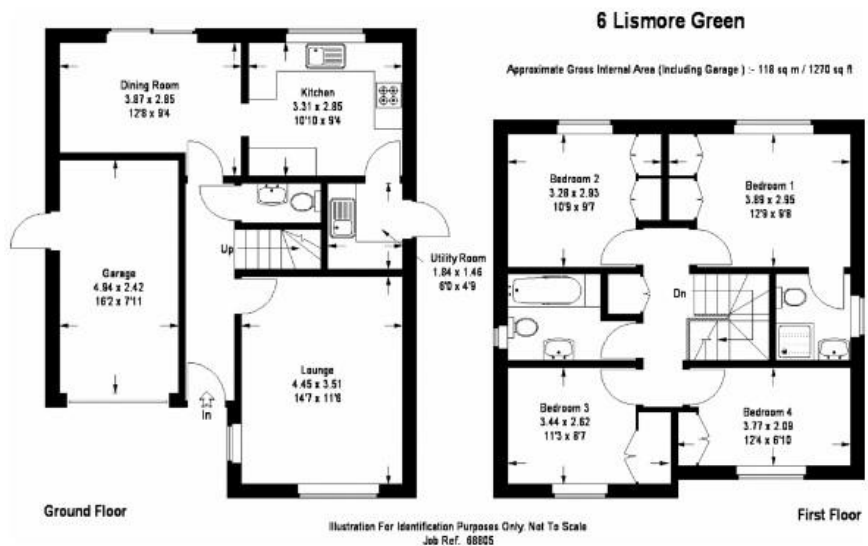 6 Lismore Green
Approximate Gross Internal Area (Including Garage ) :- 118 sq m / 1270 sq ft
Dining Room
3.87 x 2.85
12'8 x 9'4
Kitchen
3.31 x 2.85
10'10 x 9'4
Up
Utility Room
1.84 x 1.46
6'0 x 4'9
Garage
4.94 x 2.42
16'2 x 7'11
Lounge
4.45 x 3.51
14'7 x 11'6
In
Ground Floor
Bedroom 2
3.28 x 2.93
10'9 x 9'7
Bedroom 1
3.89 x 2.95
12'9 x 9'8
Dn
Bedroom 3
3.44 x 2.62
11'3 x 8'7
Bedroom 4
3.77 x 2.09
12'4 x 6'10
First Floor
Illustration For Identification Purposes Only. Not To Scale
Job Ref. 68805